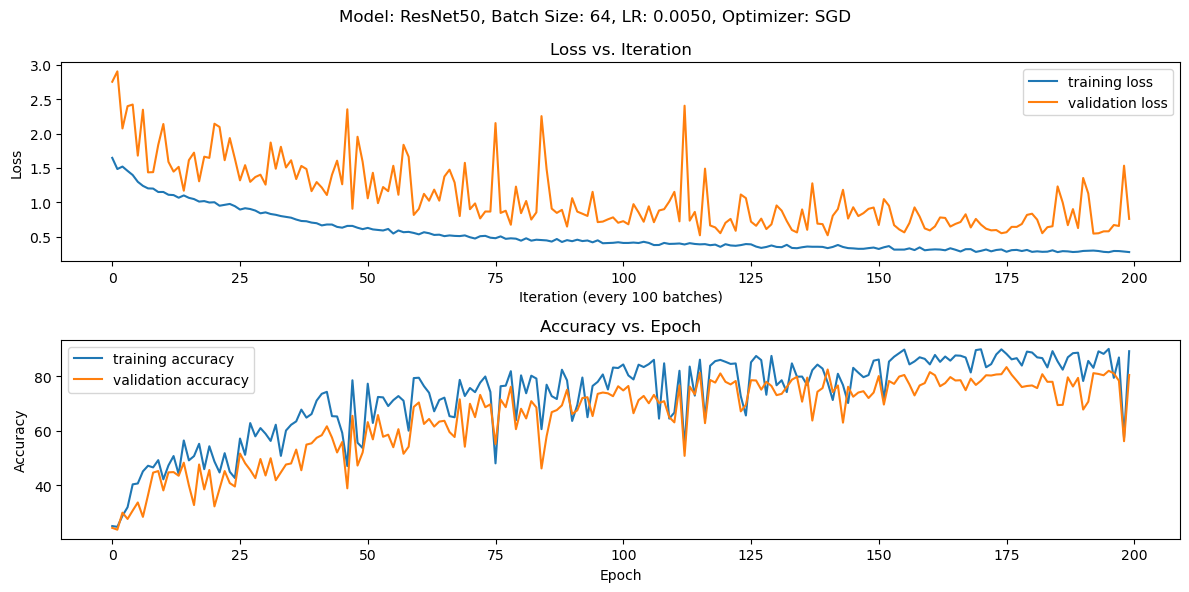 Model: ResNet50, Batch Size: 64, LR: 0.0050, Optimizer: SGD
Loss vs. Iteration
3.0
2.5
2.0
1.5
1.0
0.5
Loss
training loss
validation loss
0 25 50 75 100 125 150 175 200
Iteration (every 100 batches)
Accuracy vs. Epoch
80
60
40
Accuracy
training accuracy
validation accuracy
0 25 50 75 100 125 150 175 200
Epoch